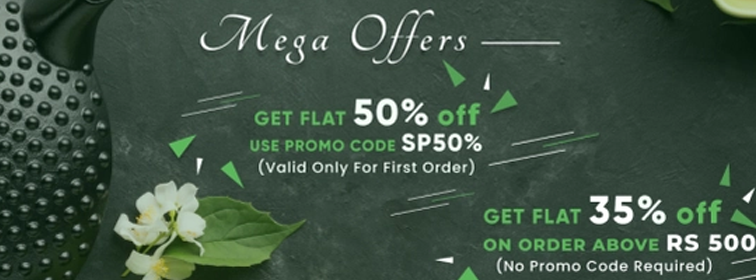 Mega Offers
GET FLAT 50% off
USE PROMO CODE SP50%
(Valid Only For First Order)
GET FLAT 35% off
ON ORDER ABOVE RS 500
(No Promo Code Required)